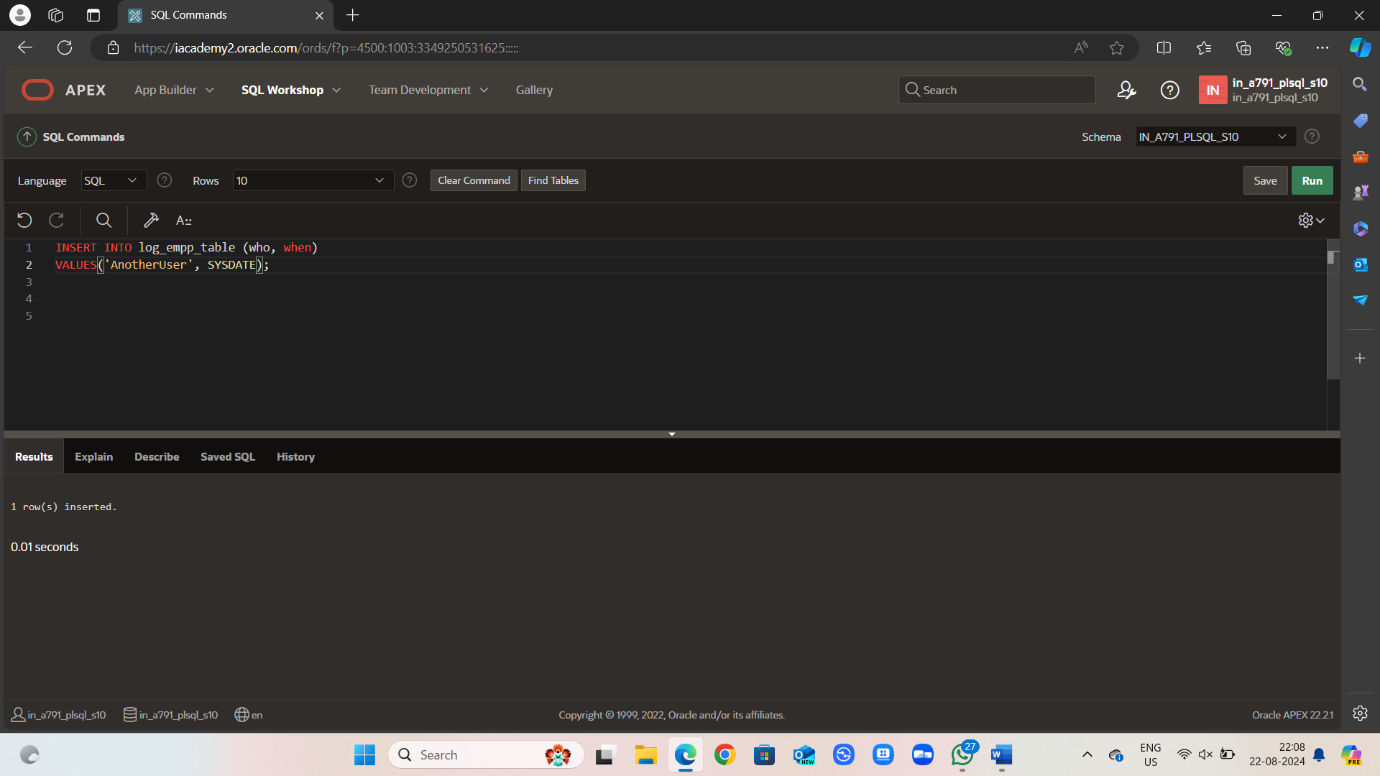 SQL Commands
https://iacademy2.oracle.com/ords/f?p=4500:1003:3349250531625:::::
APEX App Builder SQL Workshop Team Development Gallery Search IN in_a791_plsql_s10
in_a791_plsql_s10
SQL Commands Schema IN_A791_PLSQL_S10
Language SQL Rows 10 Clear Command Find Tables Save Run
1 INSERT INTO log_empp_table (who, when)
2 VALUES('AnotherUser', SYSDATE);
3
4
5
Results Explain Describe Saved SQL History
1 row(s) inserted.
0.01 seconds
in_a791_plsql_s10 in_a791_plsql_s10 en Copyright © 1999, 2022, Oracle and/or its affiliates. Oracle APEX 22.2.1
Search NEW 27 ENG
US 22:08
22-08-2024 PRE